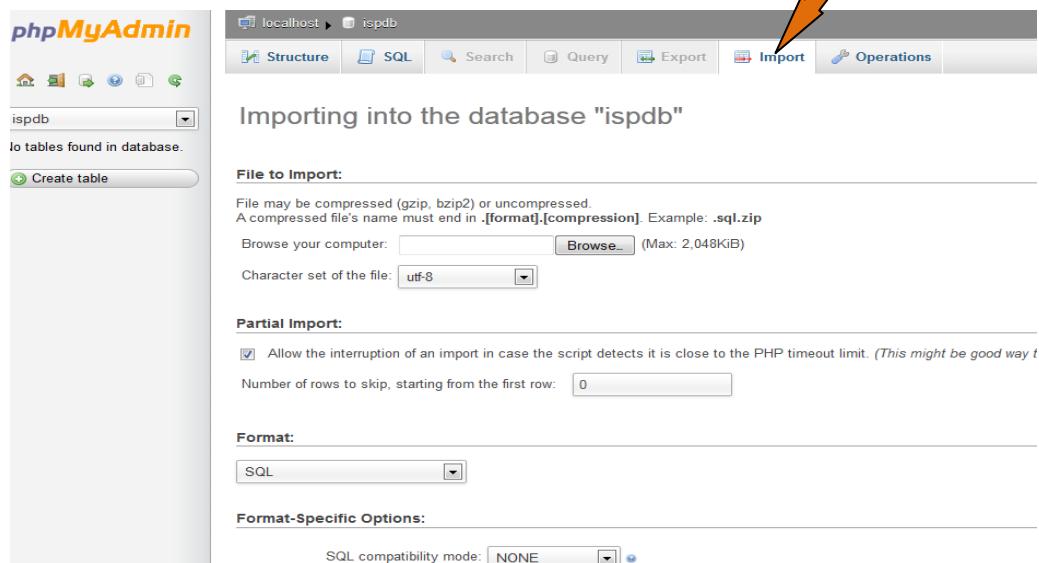 phpMyAdmin
localhost ispdb
Structure SQL Search Query Export Import Operations
ispdb
No tables found in database.
Create table
Importing into the database "ispdb"
File to Import:
File may be compressed (gzip, bzip2) or uncompressed.
A compressed file's name must end in .[format].[compression]. Example: .sql.zip
Browse your computer: Browse... (Max: 2,048KiB)
Character set of the file: utf-8
Partial Import:
Allow the interruption of an import in case the script detects it is close to the PHP timeout limit. (This might be good way t
Number of rows to skip, starting from the first row: 0
Format:
SQL
Format-Specific Options:
SQL compatibility mode: NONE